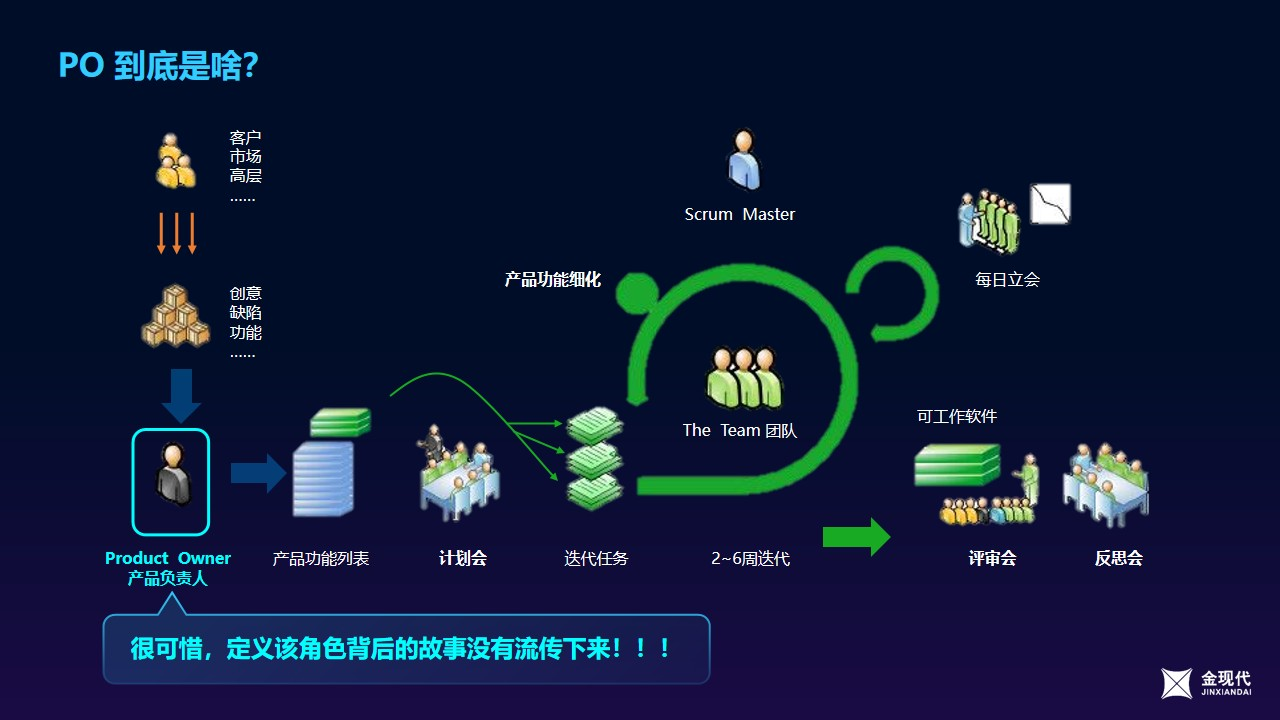 PO 到底是啥?
客户
市场
高层
......
Scrum Master
产品功能细化
每日立会
创意
缺陷
功能
......
The Team 团队
可工作软件
Product Owner
产品负责人
产品功能列表
计划会
迭代任务
2~6周迭代
评审会
反思会
很可惜，定义该角色背后的故事没有流传下来！！！
金现代
JINXIANDAI